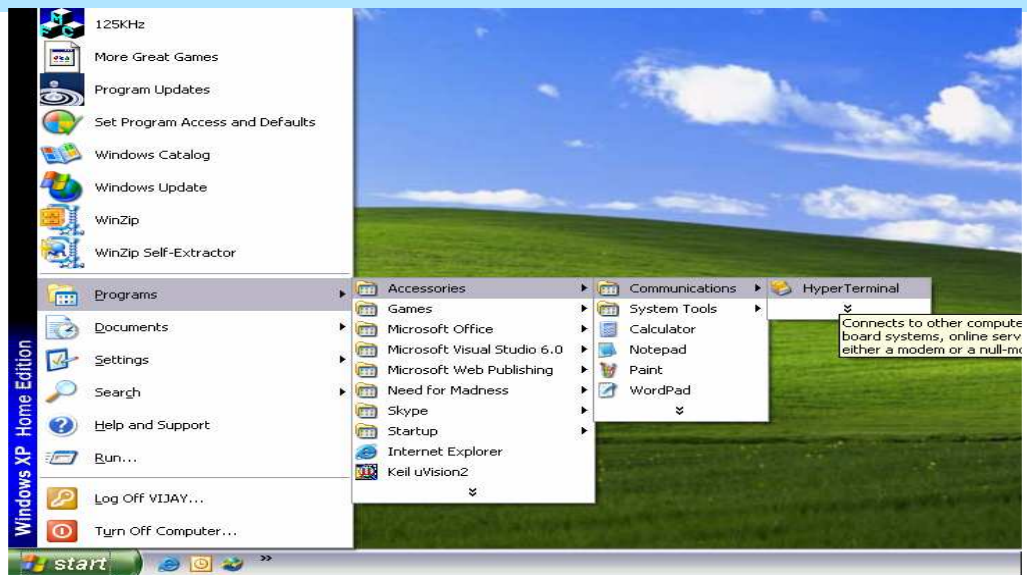 125KHz
More Great Games
Program Updates
Set Program Access and Defaults
Windows Catalog
Windows Update
WinZip
WinZip Self-Extractor
Programs
Documents
Settings
Search
Help and Support
Run...
Log Off VIJAY...
Turn Off Computer...
Windows XP Home Edition
Accessories
Games
Microsoft Office
Microsoft Visual Studio 6.0
Microsoft Web Publishing
Need for Madness
Skype
Startup
Internet Explorer
Keil uVision2
Communications
System Tools
Calculator
Notepad
Paint
WordPad
HyperTerminal
Connects to other compute
board systems, online serv
either a modem or a null-mo
start